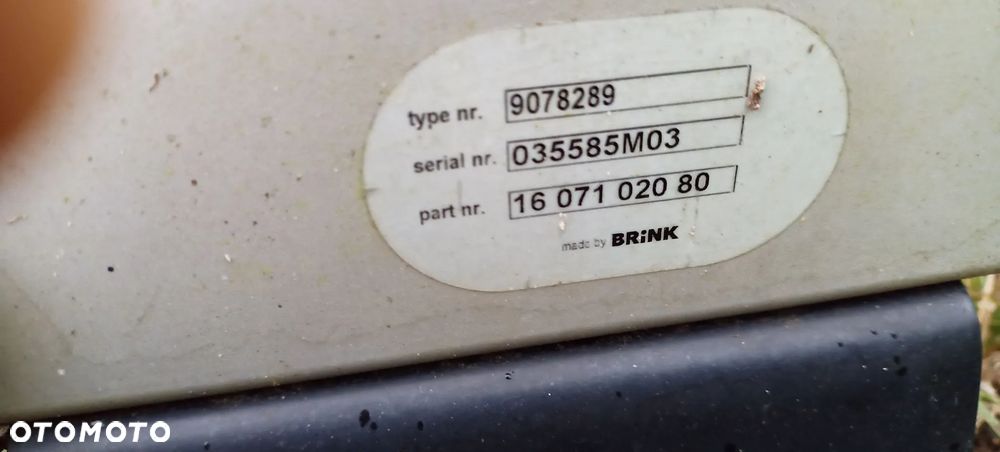 type nr. 9078289
serial nr. 035585M03
part nr. 16 071 020 80
made by BRiNK
OTOMOTO